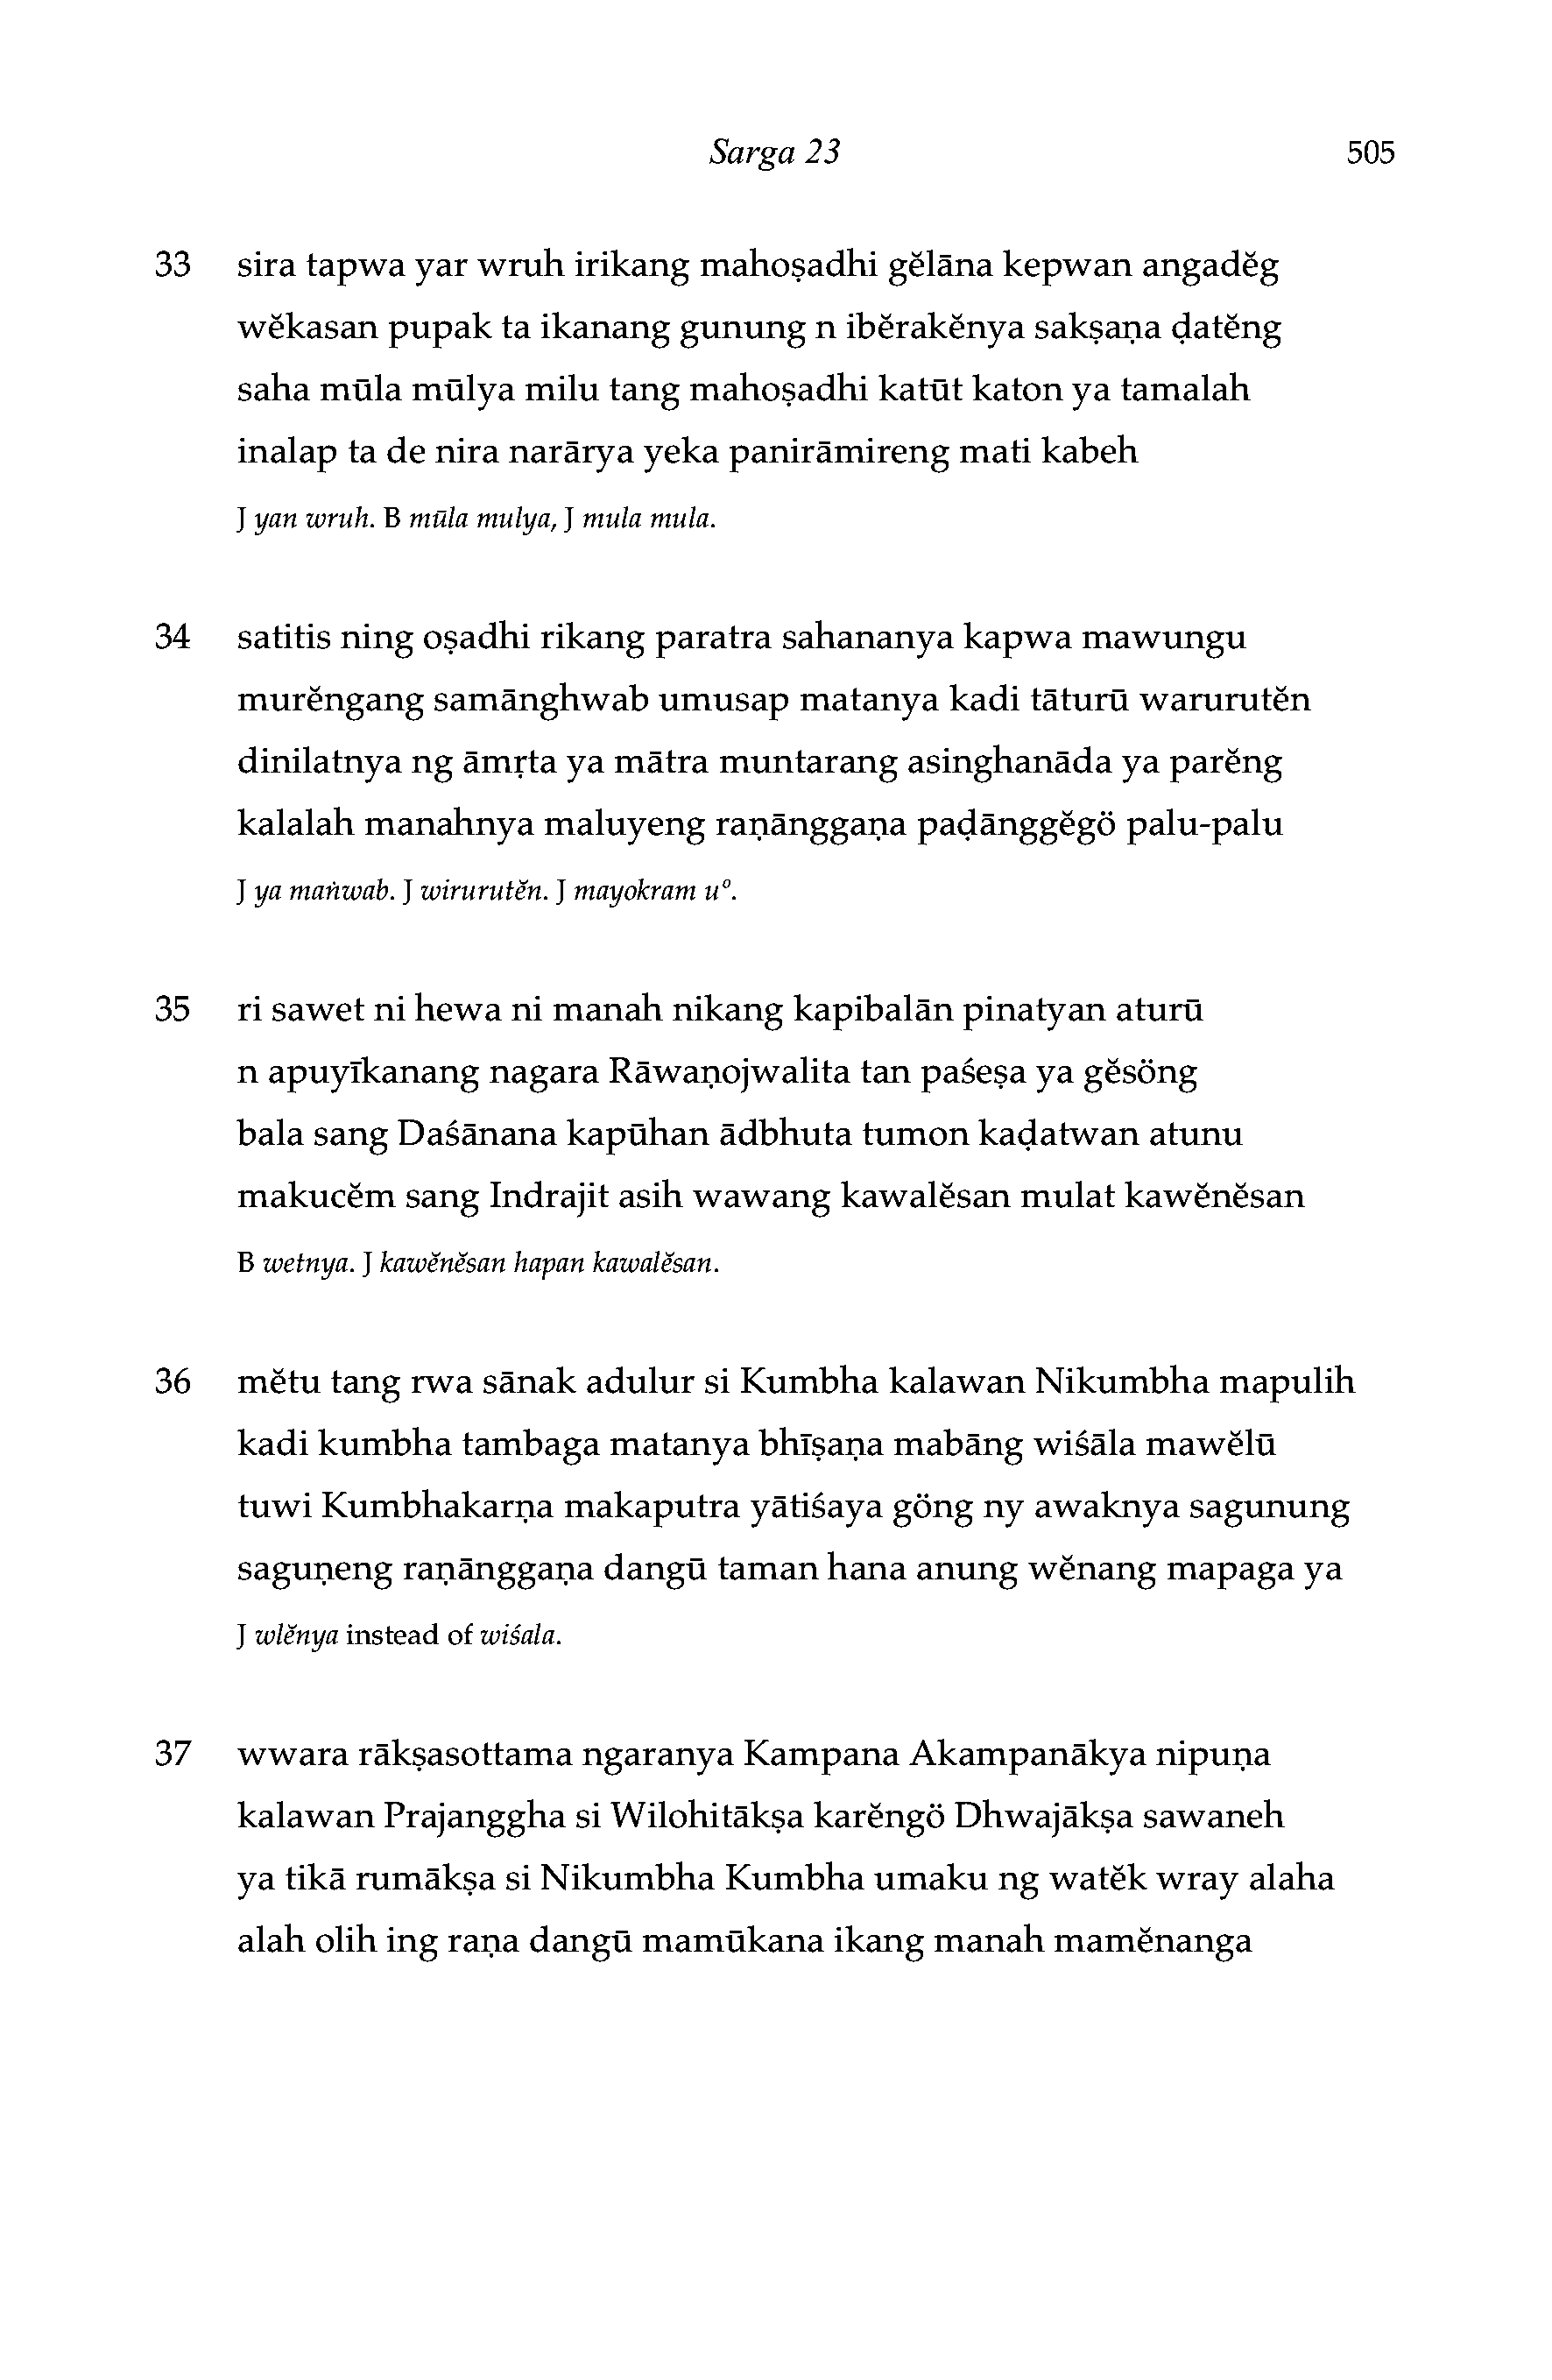 Sarga 23 505
33 sira tapwa yar wruh irikang mahoṣadhi gĕlāna kepwan angadĕg
wĕkasan pupak ta ikanang gunung n ibĕrakĕnya sakṣaṇa ḍatĕng
saha mūla mūlya milu tang mahoṣadhi katūt katon ya tamalah
inalap ta de nira narārya yeka panirāmireng mati kabeh
J yan wruh. B mūla mulya, J mula mula.
34 satitis ning oṣadhi rikang paratra sahananya kapwa mawungu
murĕngang samānghwab umusap matanya kadi tāturū warurutĕn
dinilatnya ng āmṛta ya mātra muntarang asinghanāda ya parĕng
kalalah manahnya maluyeng raṇānggaṇa paḍānggĕgö palu-palu
J ya maṅwab. J wirurutĕn. J mayokram uº.
35 ri sawet ni hewa ni manah nikang kapibalān pinatyan aturū
n apuyīkanang nagara Rāwaṇojwalita tan paśeṣa ya gĕsöng
bala sang Daśānana kapūhan ādbhuta tumon kaḍatwan atunu
makucĕm sang Indrajit asih wawang kawalĕsan mulat kawĕnĕsan
B wetnya. J kawĕnĕsan hapan kawalĕsan.
36 mĕtu tang rwa sānak adulur si Kumbha kalawan Nikumbha mapulih
kadi kumbha tambaga matanya bhīṣaṇa mabāng wiśāla mawĕlū
tuwi Kumbhakarṇa makaputra yātiśaya göng ny awaknya sagunung
saguṇeng raṇānggaṇa dangū taman hana anung wĕnang mapaga ya
J wlĕnya instead of wiśala.
37 wwara rākṣasottama ngaranya Kampana Akampanākya nipuṇa
kalawan Prajanggha si Wilohitākṣa karĕngö Dhwajākṣa sawaneh
ya tikā rumākṣa si Nikumbha Kumbha umaku ng watĕk wray alaha
alah olih ing raṇa dangū mamūkana ikang manah mamĕnanga